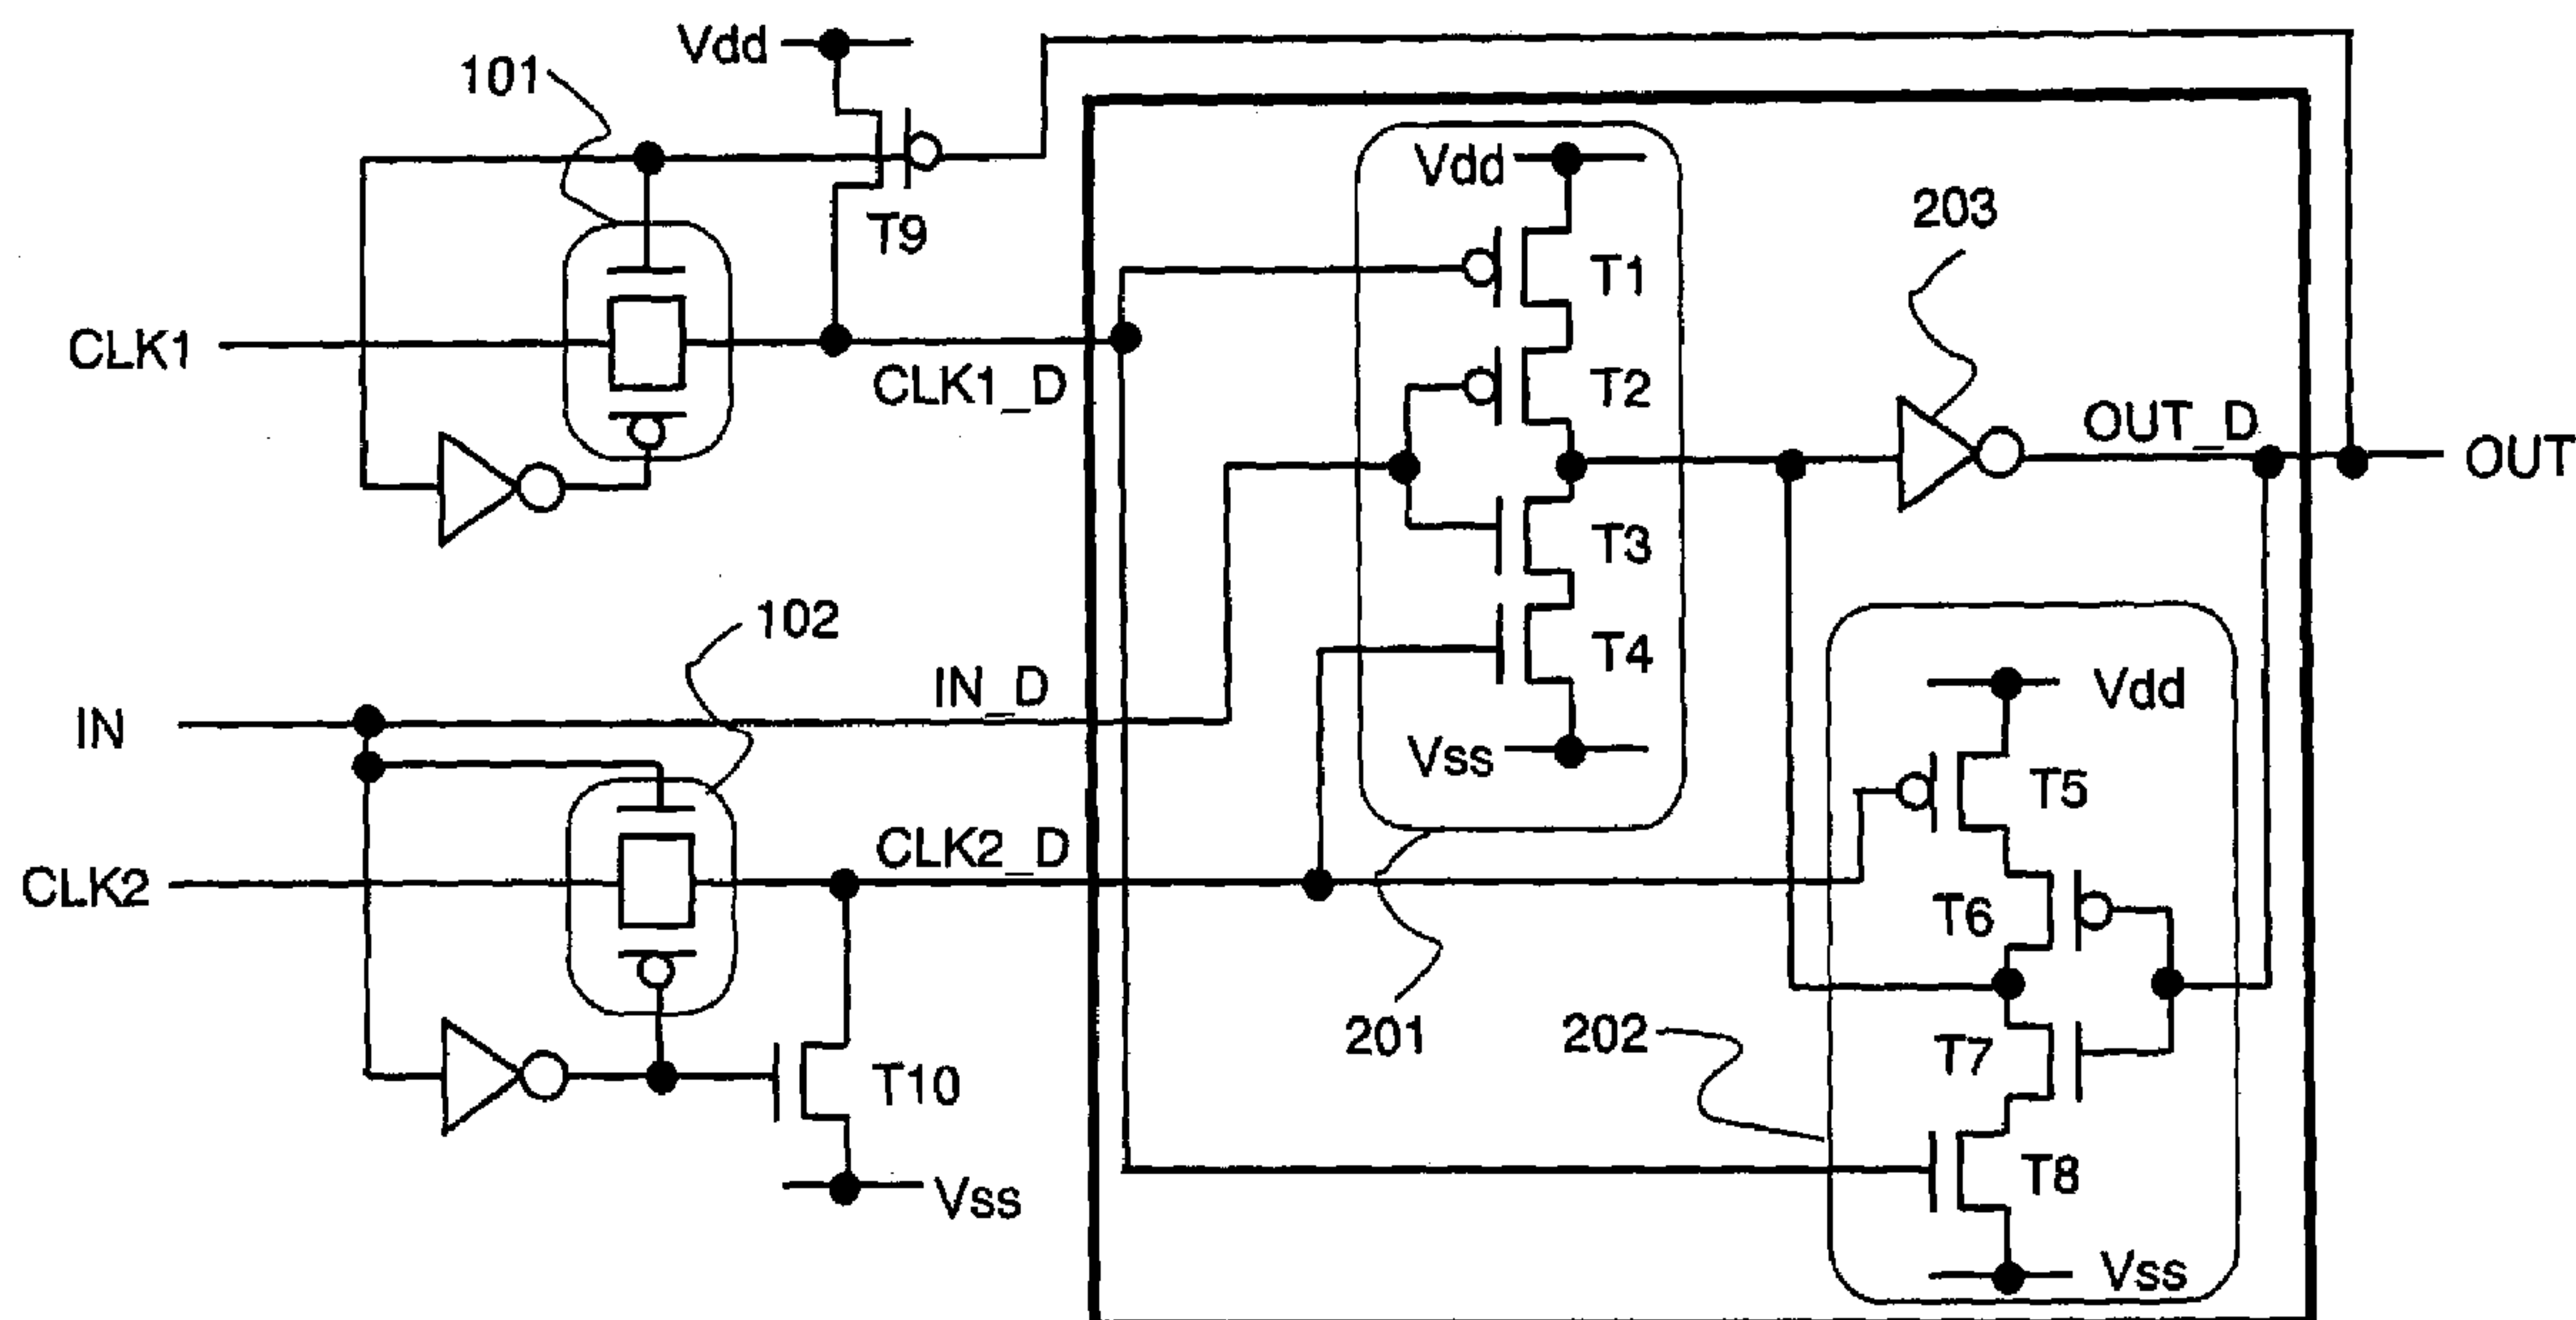 Vdd
101
T9
CLK1
CLK1_D
Vdd
T1
T2
T3
T4
Vss
201
203
OUT_D
OUT
102
IN
IN_D
CLK2
CLK2_D
T10
Vss
202
Vdd
T5
T6
T7
T8
Vss